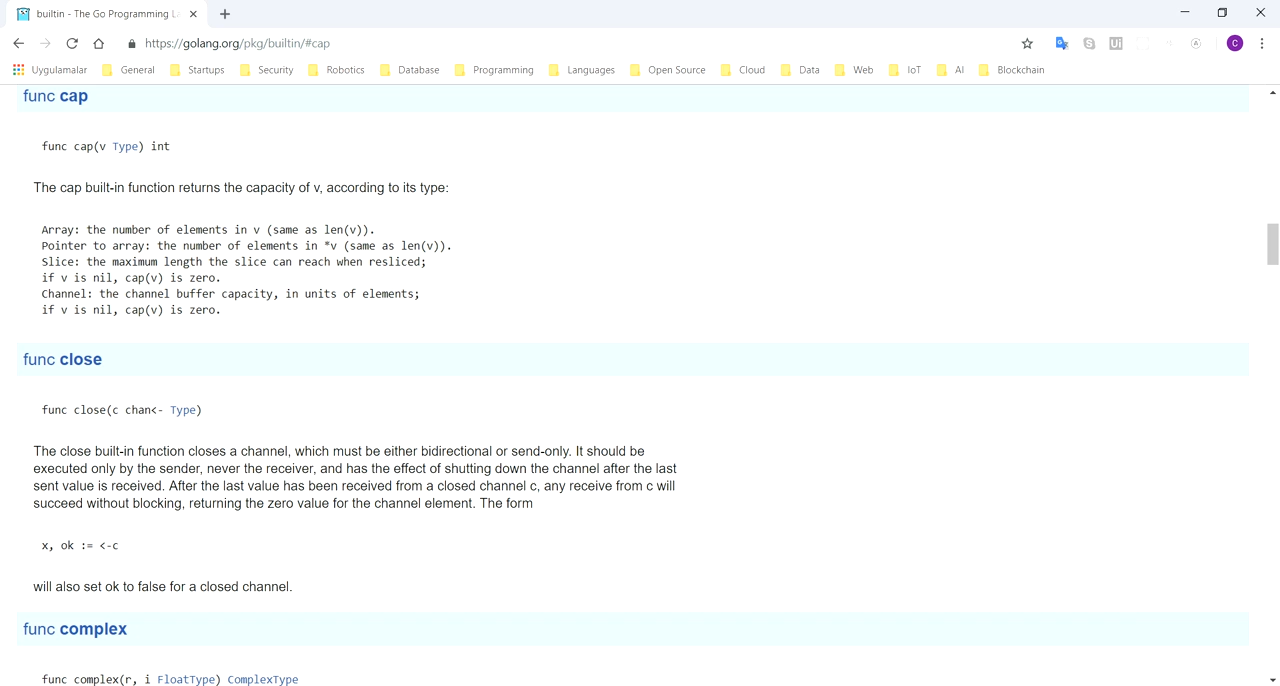 builtin - The Go Programming L
https://golang.org/pkg/builtin/#cap
C
Uygulamalar General Startups Security Robotics Database Programming Languages Open Source Cloud Data Web IoT AI Blockchain
func cap
func cap(v Type) int
The cap built-in function returns the capacity of v, according to its type:
Array: the number of elements in v (same as len(v)).
Pointer to array: the number of elements in *v (same as len(v)).
Slice: the maximum length the slice can reach when resliced;
if v is nil, cap(v) is zero.
Channel: the channel buffer capacity, in units of elements;
if v is nil, cap(v) is zero.
func close
func close(c chan<- Type)
The close built-in function closes a channel, which must be either bidirectional or send-only. It should be
executed only by the sender, never the receiver, and has the effect of shutting down the channel after the last
sent value is received. After the last value has been received from a closed channel c, any receive from c will
succeed without blocking, returning the zero value for the channel element. The form
x, ok := <-c
will also set ok to false for a closed channel.
func complex
func complex(r, i FloatType) ComplexType